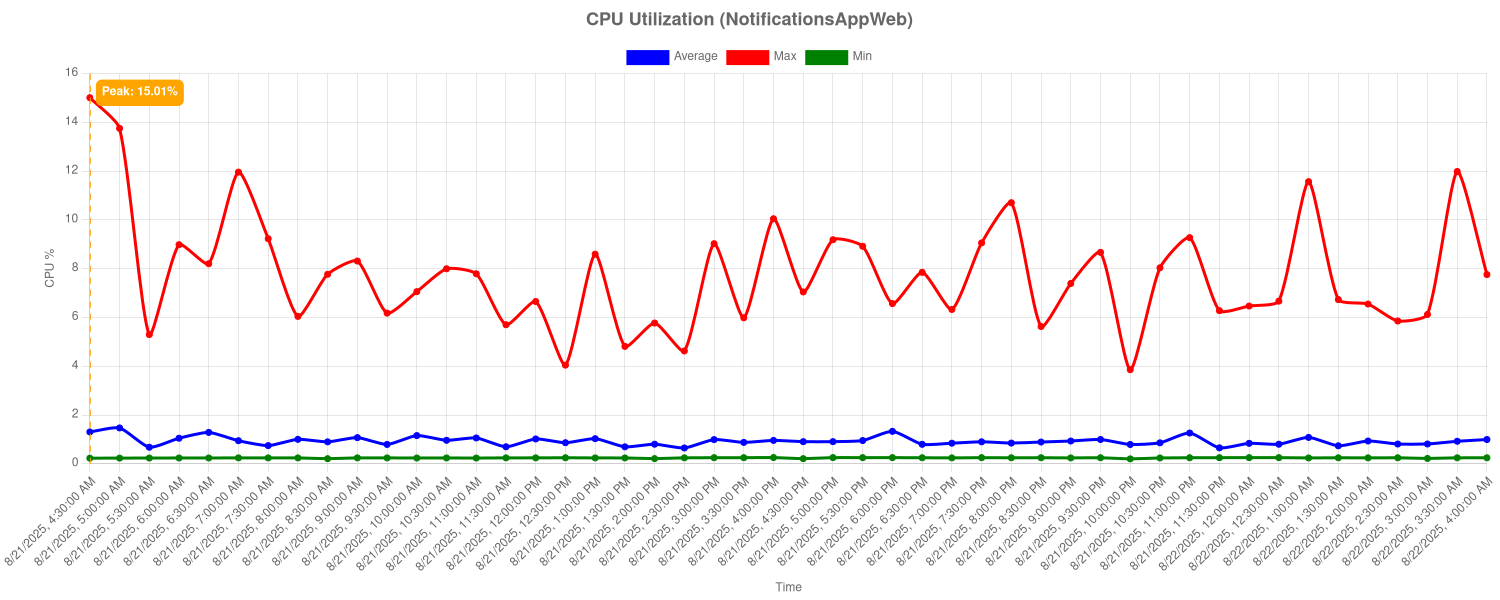 CPU Utilization (NotificationsAppWeb)
Average Max Min
Peak: 15.01%
CPU %
16
14
12
10
8
6
4
2
0
8/21/2025, 4:30:00 AM
8/21/2025, 5:00:00 AM
8/21/2025, 5:30:00 AM
8/21/2025, 6:00:00 AM
8/21/2025, 6:30:00 AM
8/21/2025, 7:00:00 AM
8/21/2025, 7:30:00 AM
8/21/2025, 8:00:00 AM
8/21/2025, 8:30:00 AM
8/21/2025, 9:00:00 AM
8/21/2025, 9:30:00 AM
8/21/2025, 10:00:00 AM
8/21/2025, 10:30:00 AM
8/21/2025, 11:00:00 AM
8/21/2025, 11:30:00 AM
8/21/2025, 12:00:00 PM
8/21/2025, 12:30:00 PM
8/21/2025, 1:00:00 PM
8/21/2025, 1:30:00 PM
8/21/2025, 2:00:00 PM
8/21/2025, 2:30:00 PM
8/21/2025, 3:00:00 PM
8/21/2025, 3:30:00 PM
8/21/2025, 4:00:00 PM
8/21/2025, 4:30:00 PM
8/21/2025, 5:00:00 PM
8/21/2025, 5:30:00 PM
8/21/2025, 6:00:00 PM
8/21/2025, 6:30:00 PM
8/21/2025, 7:00:00 PM
8/21/2025, 7:30:00 PM
8/21/2025, 8:00:00 PM
8/21/2025, 8:30:00 PM
8/21/2025, 9:00:00 PM
8/21/2025, 9:30:00 PM
8/21/2025, 10:00:00 PM
8/21/2025, 10:30:00 PM
8/21/2025, 11:00:00 PM
8/21/2025, 11:30:00 PM
8/22/2025, 12:00:00 AM
8/22/2025, 12:30:00 AM
8/22/2025, 1:00:00 AM
8/22/2025, 1:30:00 AM
8/22/2025, 2:00:00 AM
8/22/2025, 2:30:00 AM
8/22/2025, 3:00:00 AM
8/22/2025, 3:30:00 AM
8/22/2025, 4:00:00 AM
Time